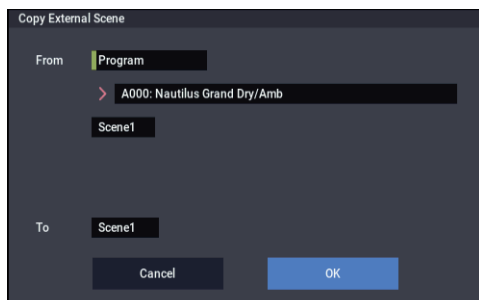 Copy External Scene
From Program
A000: Nautilus Grand Dry/Amb
Scene1
To Scene1
Cancel OK